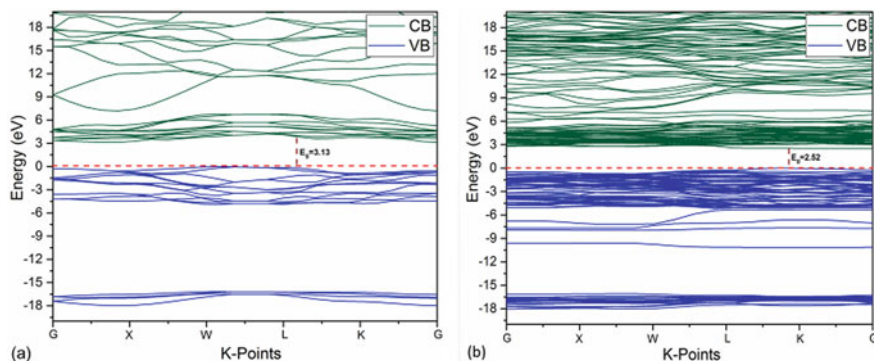 18
15
12
9
6
3
0
-3
-6
-9
-12
-15
-18
Energy (eV)
CB
VB
Eg=3.13
G X W L K G
K-Points
(a)
18
15
12
9
6
3
0
-3
-6
-9
-12
-15
-18
Energy (eV)
CB
VB
Eg=2.52
G X W L K G
K-Points
(b)